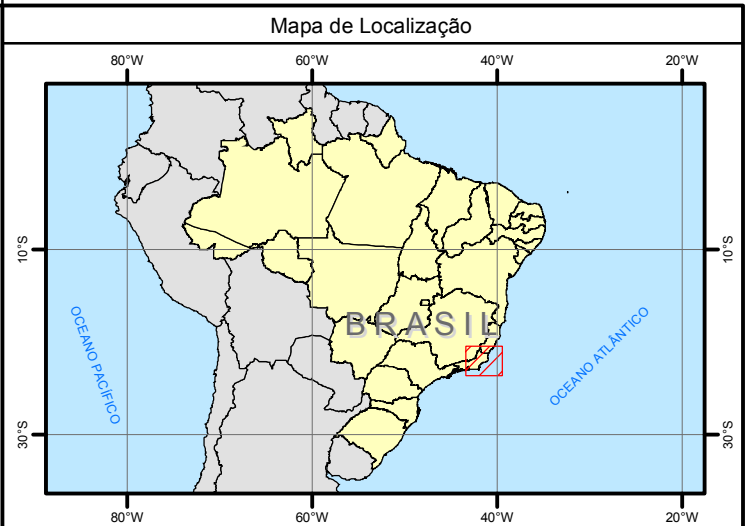 Mapa de Localização
80°W 60°W 40°W 20°W
10°S 10°S
BRASIL
OCEANO PACÍFICO
OCEANO ATLÂNTICO
30°S 30°S
80°W 60°W 40°W 20°W